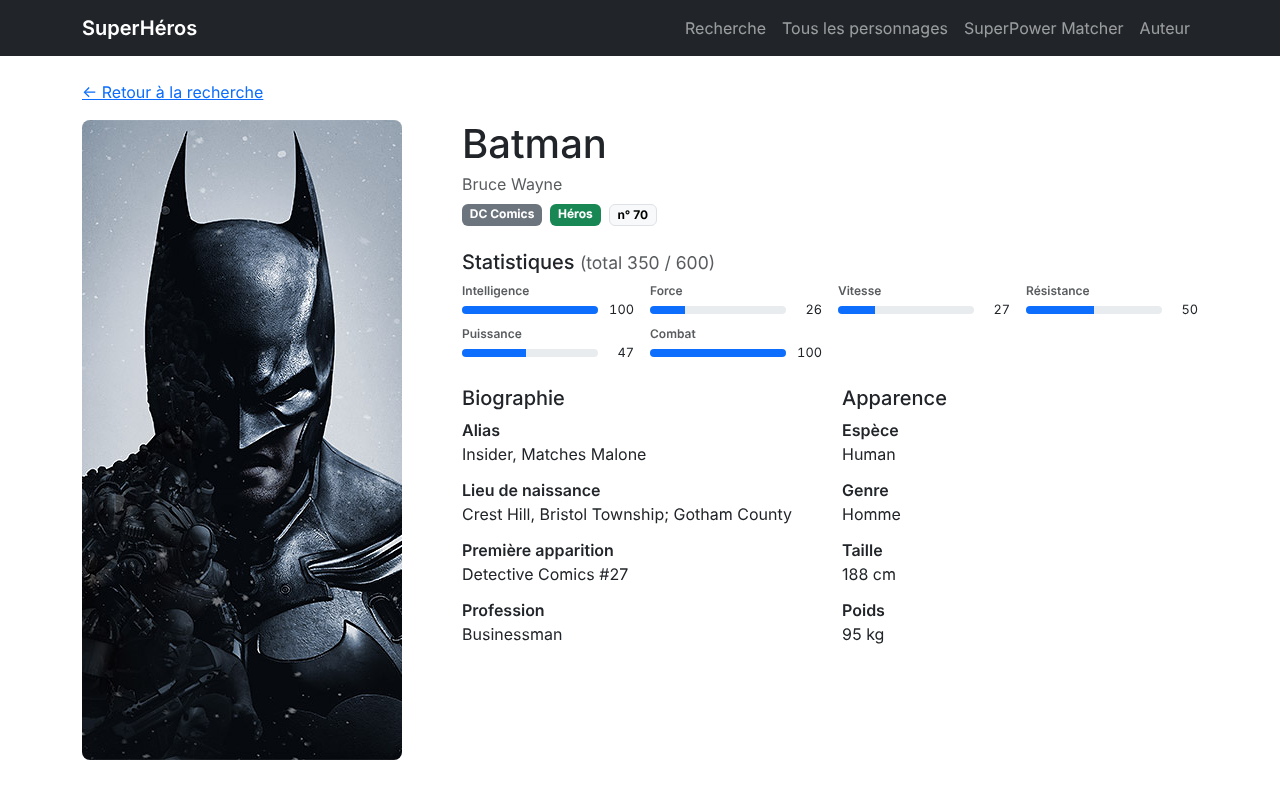 SuperHéros
Recherche Tous les personnages SuperPower Matcher Auteur
← Retour à la recherche
Batman
Bruce Wayne
DC Comics Héros n° 70
Statistiques (total 350 / 600)
Intelligence Force Vitesse Résistance
100 26 27 50
Puissance Combat
47 100
Biographie
Alias
Insider, Matches Malone
Lieu de naissance
Crest Hill, Bristol Township; Gotham County
Première apparition
Detective Comics #27
Profession
Businessman
Apparence
Espèce
Human
Genre
Homme
Taille
188 cm
Poids
95 kg